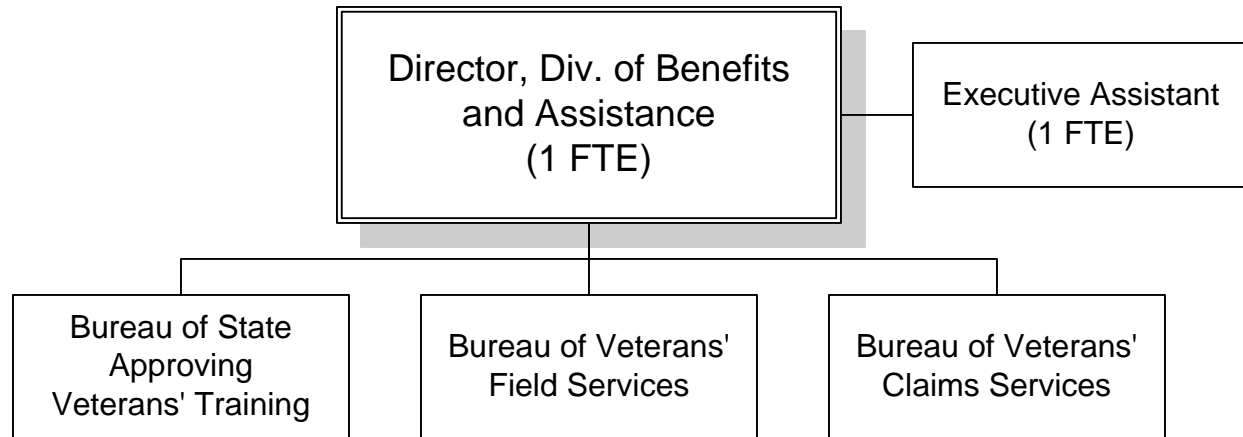 Director, Div. of Benefits
and Assistance
(1 FTE)
Executive Assistant
(1 FTE)
Bureau of State
Approving
Veterans' Training
Bureau of Veterans'
Field Services
Bureau of Veterans'
Claims Services